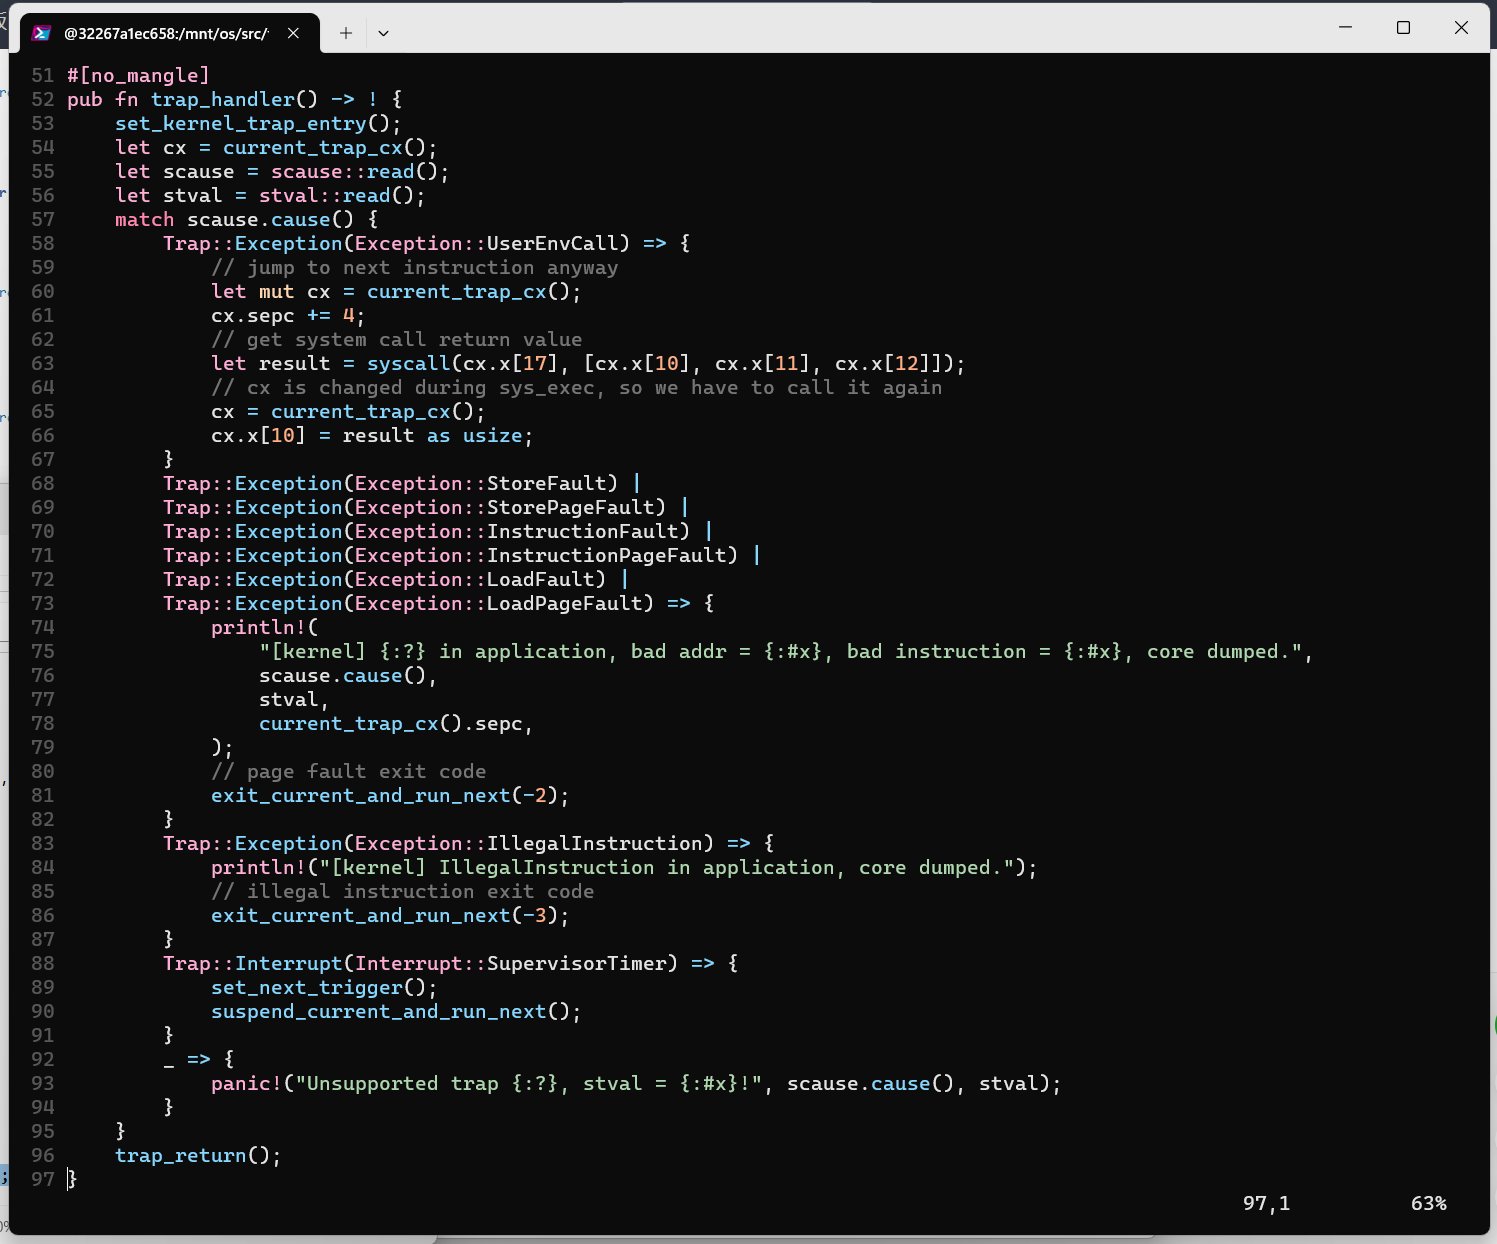 @32267a1ec658:/mnt/os/src/
51 #[no_mangle]
52 pub fn trap_handler() -> ! {
53     set_kernel_trap_entry();
54     let cx = current_trap_cx();
55     let scause = scause::read();
56     let stval = stval::read();
57     match scause.cause() {
58         Trap::Exception(Exception::UserEnvCall) => {
59             // jump to next instruction anyway
60             let mut cx = current_trap_cx();
61             cx.sepc += 4;
62             // get system call return value
63             let result = syscall(cx.x[17], [cx.x[10], cx.x[11], cx.x[12]]);
64             // cx is changed during sys_exec, so we have to call it again
65             cx = current_trap_cx();
66             cx.x[10] = result as usize;
67         }
68         Trap::Exception(Exception::StoreFault) |
69         Trap::Exception(Exception::StorePageFault) |
70         Trap::Exception(Exception::InstructionFault) |
71         Trap::Exception(Exception::InstructionPageFault) |
72         Trap::Exception(Exception::LoadFault) |
73         Trap::Exception(Exception::LoadPageFault) => {
74             println!(
75                 "[kernel] {:?} in application, bad addr = {:#x}, bad instruction = {:#x}, core dumped.",
76                 scause.cause(),
77                 stval,
78                 current_trap_cx().sepc,
79             );
80             // page fault exit code
81             exit_current_and_run_next(-2);
82         }
83         Trap::Exception(Exception::IllegalInstruction) => {
84             println!("[kernel] IllegalInstruction in application, core dumped.");
85             // illegal instruction exit code
86             exit_current_and_run_next(-3);
87         }
88         Trap::Interrupt(Interrupt::SupervisorTimer) => {
89             set_next_trigger();
90             suspend_current_and_run_next();
91         }
92         _ => {
93             panic!("Unsupported trap {:?}, stval = {:#x}!", scause.cause(), stval);
94         }
95     }
96     trap_return();
97 }
97,1 63%